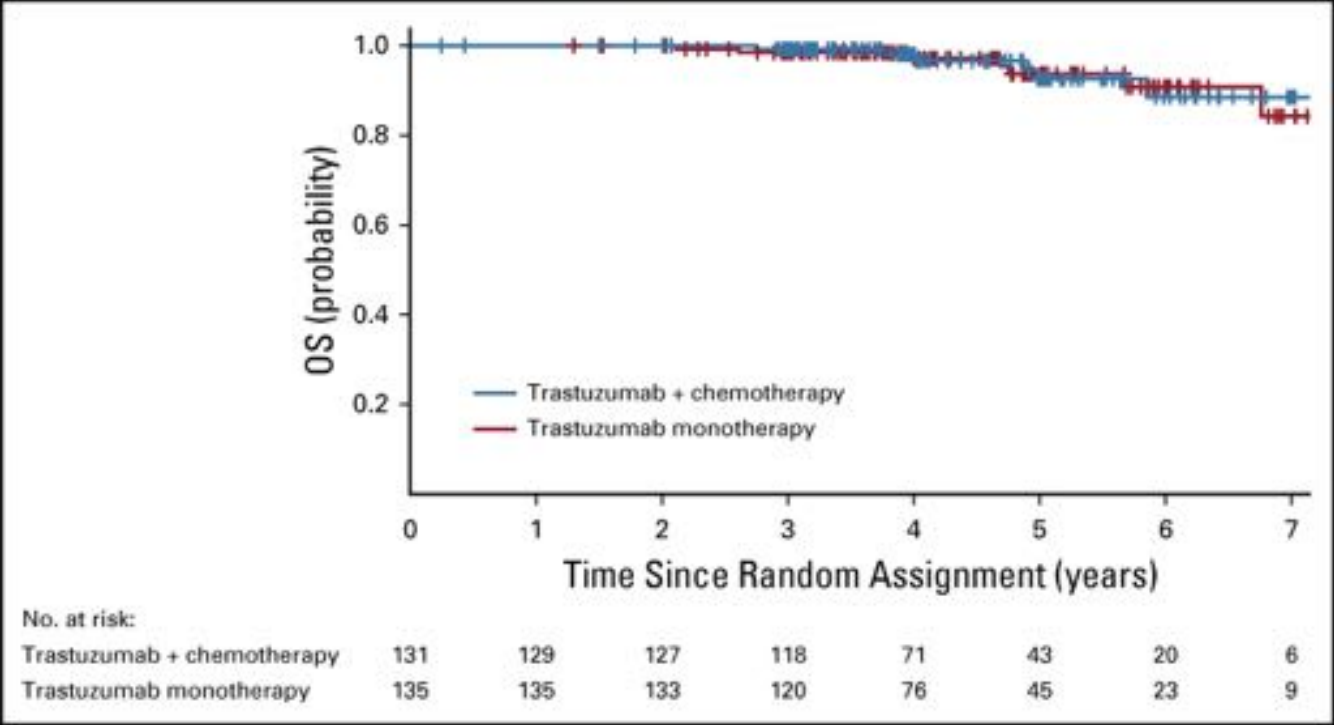 OS (probability)
1.0
0.8
0.6
0.4
0.2
Trastuzumab + chemotherapy
Trastuzumab monotherapy
0 1 2 3 4 5 6 7
Time Since Random Assignment (years)
No. at risk:
Trastuzumab + chemotherapy 131 129 127 118 71 43 20 6
Trastuzumab monotherapy 135 135 133 120 76 45 23 9